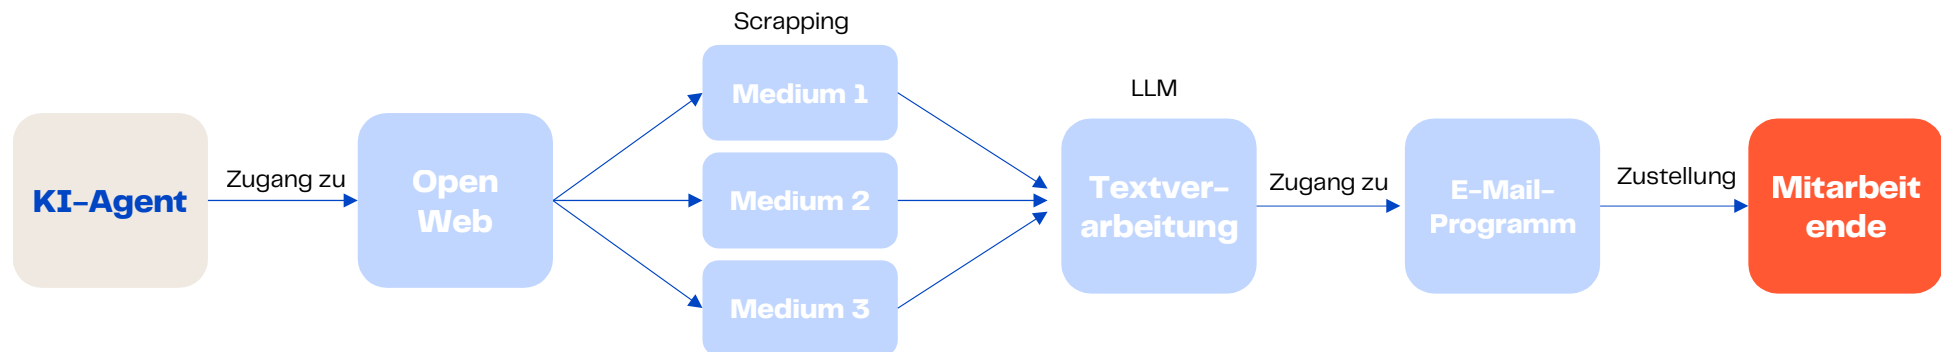 Scrapping
Medium 1
LLM
KI-Agent
Zugang zu
Open
Web
Medium 2
Textver-
arbeitung
Zugang zu
E-Mail-
Programm
Zustellung
Mitarbeit
ende
Medium 3